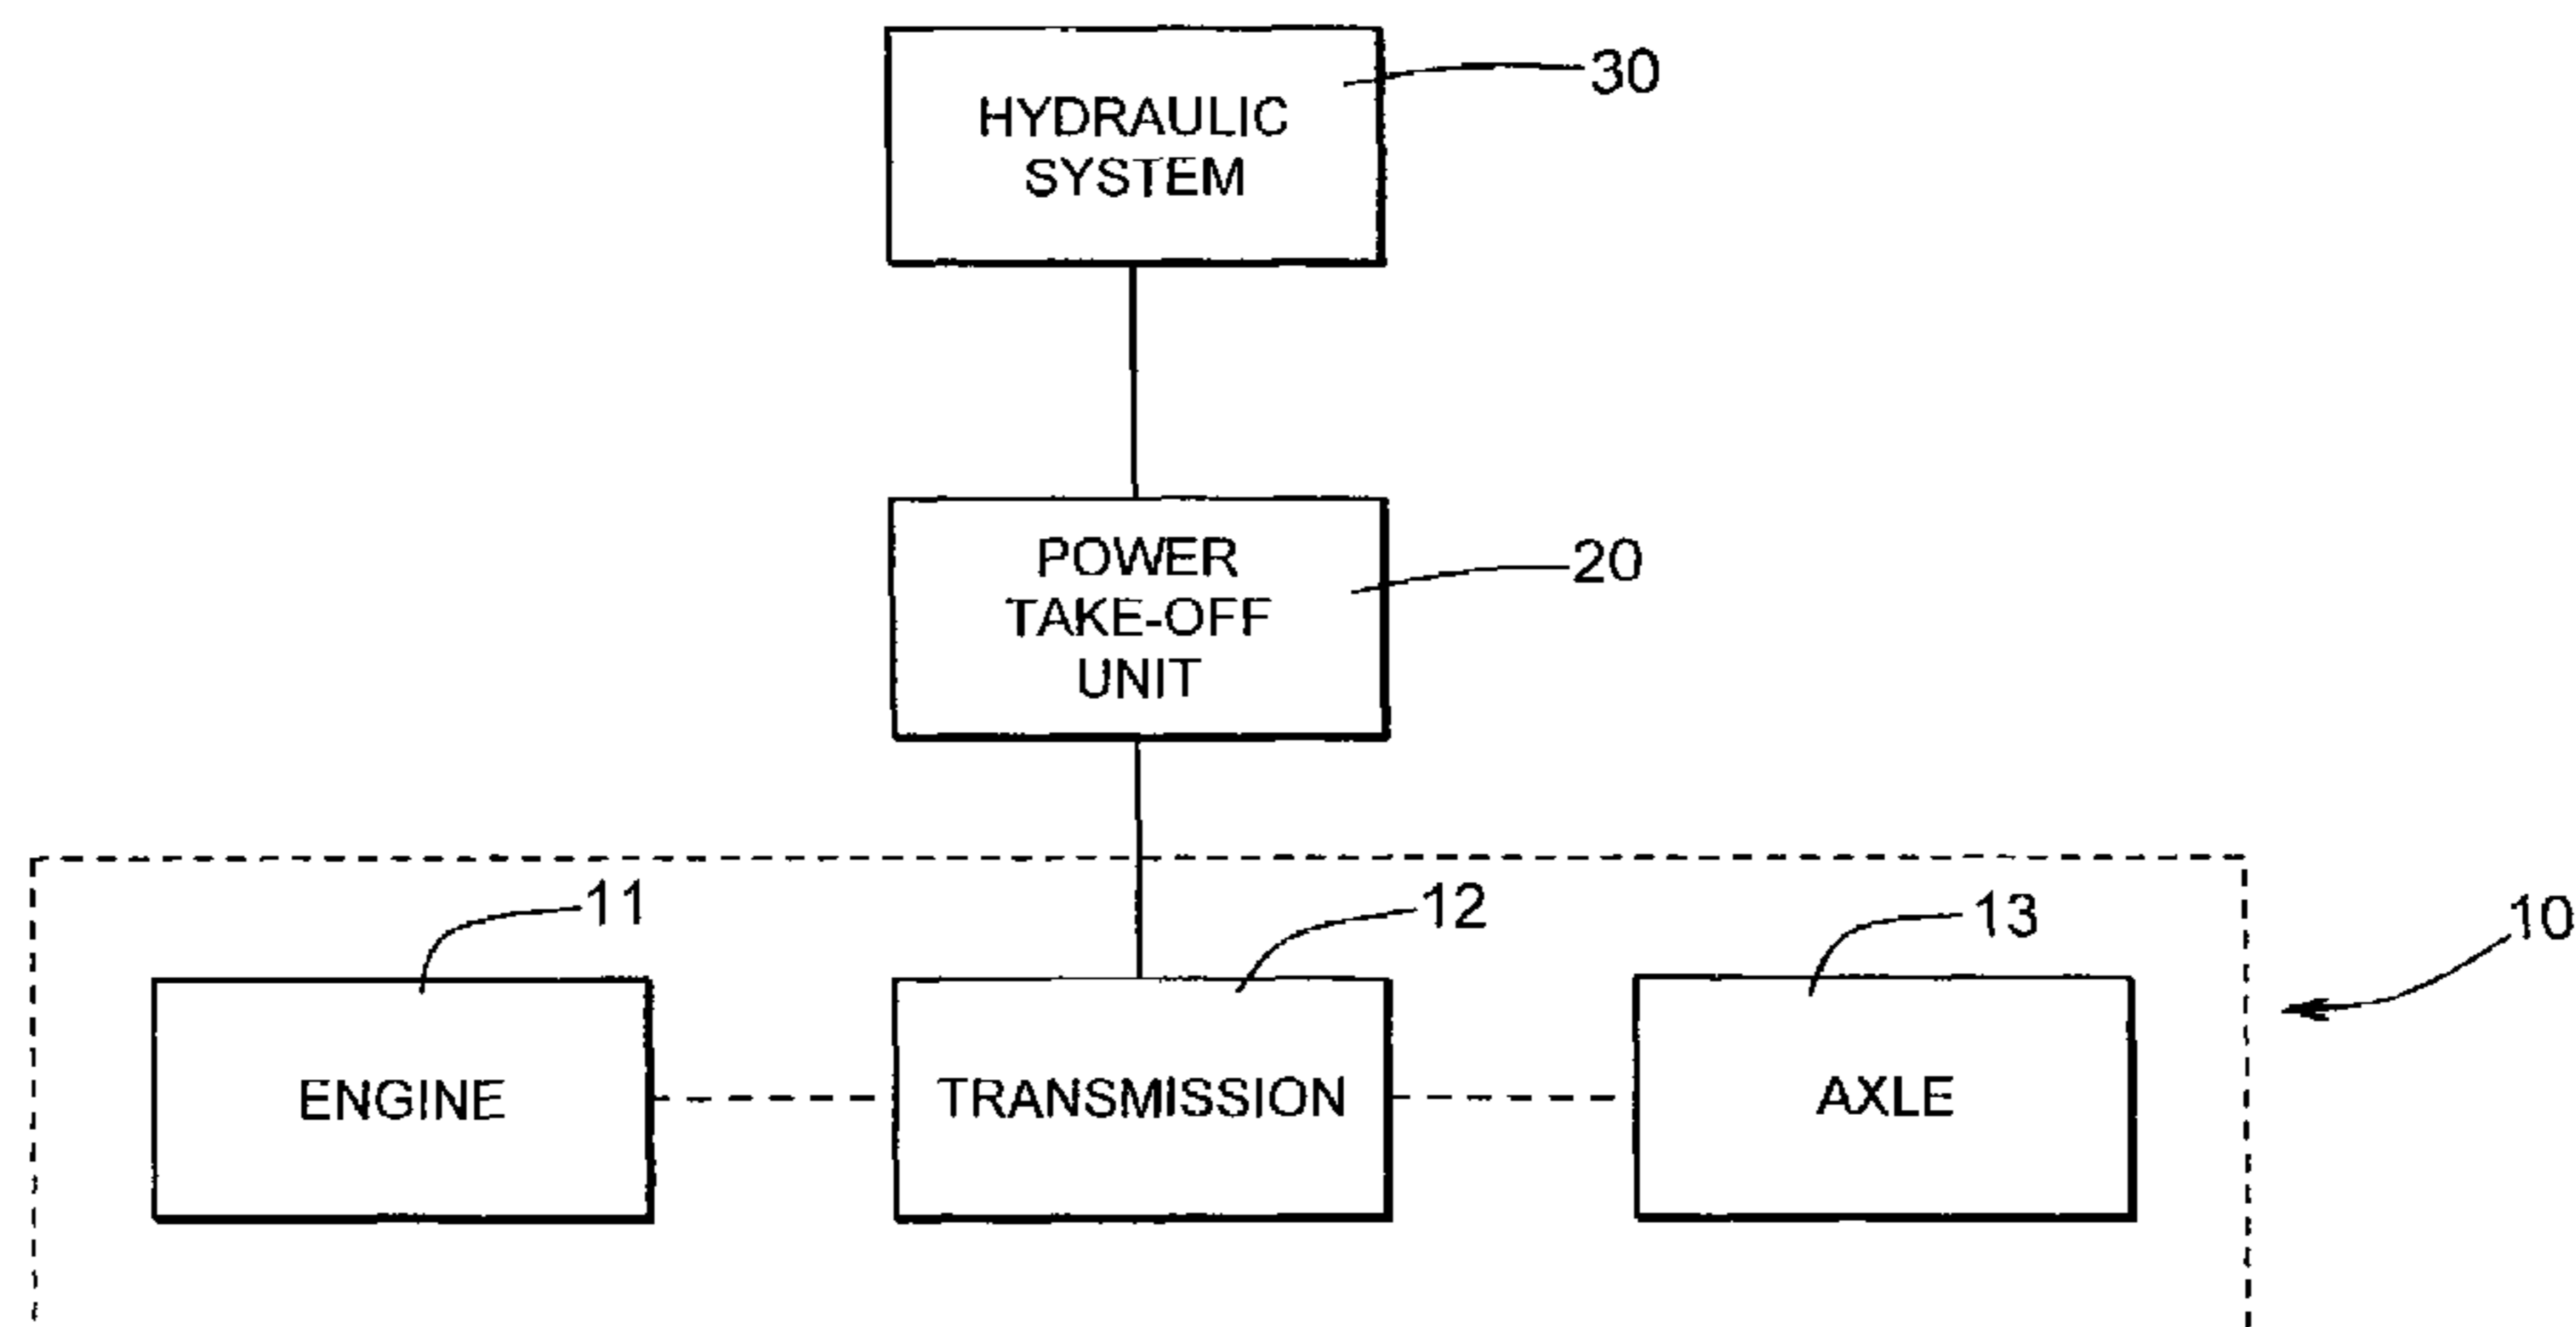 30
HYDRAULIC
SYSTEM
20
POWER
TAKE-OFF
UNIT
11
12
13
10
ENGINE
TRANSMISSION
AXLE